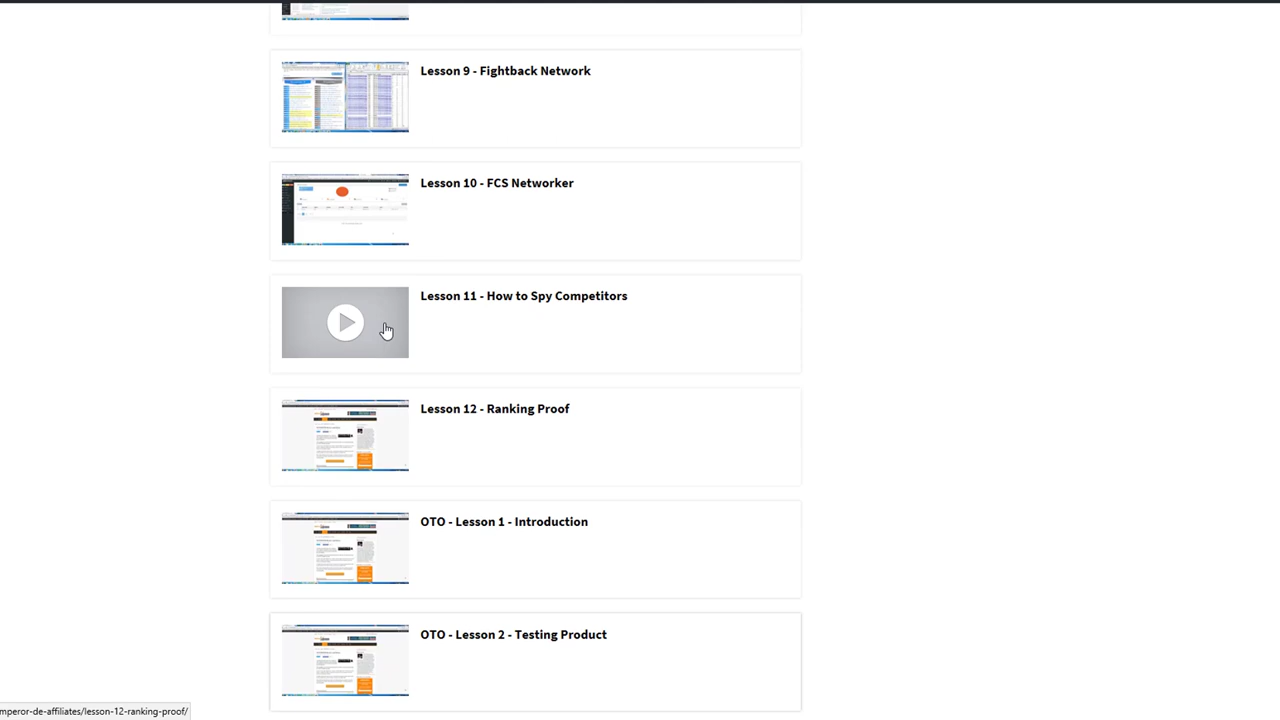 Lesson 9 - Fightback Network
Lesson 10 - FCS Networker
Lesson 11 - How to Spy Competitors
Lesson 12 - Ranking Proof
OTO - Lesson 1 - Introduction
OTO - Lesson 2 - Testing Product
mperor-de-affiliates/lesson-12-ranking-proof/